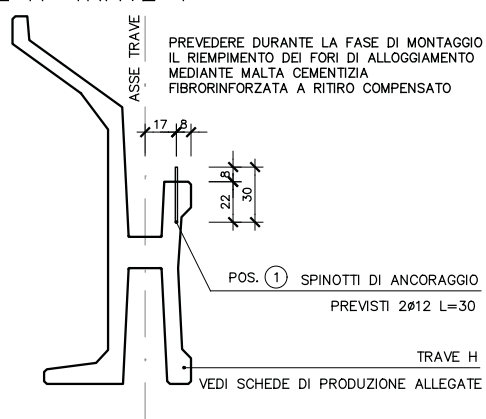 ASSE TRAVE
PREVEDERE DURANTE LA FASE DI MONTAGGIO
IL RIEMPIMENTO DEI FORI DI ALLOGGIAMENTO
MEDIANTE MALTA CEMENTIZIA
FIBRORINFORZATA A RITIRO COMPENSATO
17 8
8
22
30
POS. 1 SPINOTTI DI ANCORAGGIO
PREVISTI 2ø12 L=30
TRAVE H
VEDI SCHEDE DI PRODUZIONE ALLEGATE